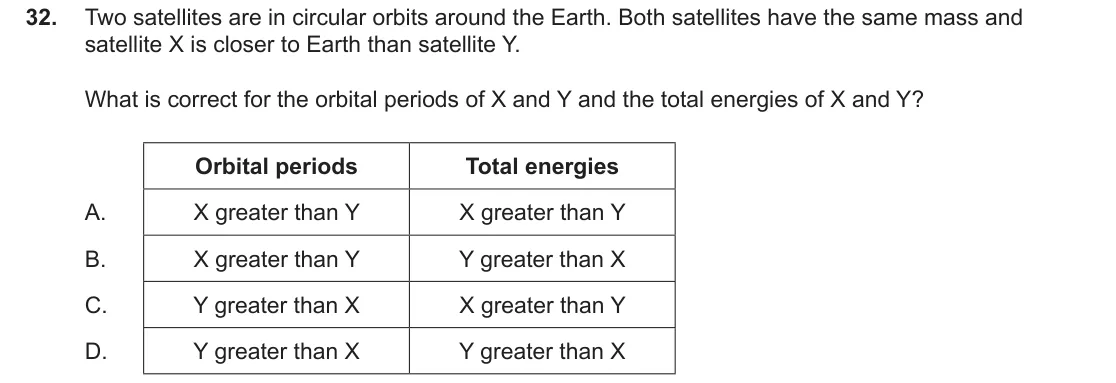 32. Two satellites are in circular orbits around the Earth. Both satellites have the same mass and
satellite X is closer to Earth than satellite Y.
What is correct for the orbital periods of X and Y and the total energies of X and Y?
Orbital periods Total energies
A. X greater than Y X greater than Y
B. X greater than Y Y greater than X
C. Y greater than X X greater than Y
D. Y greater than X Y greater than X